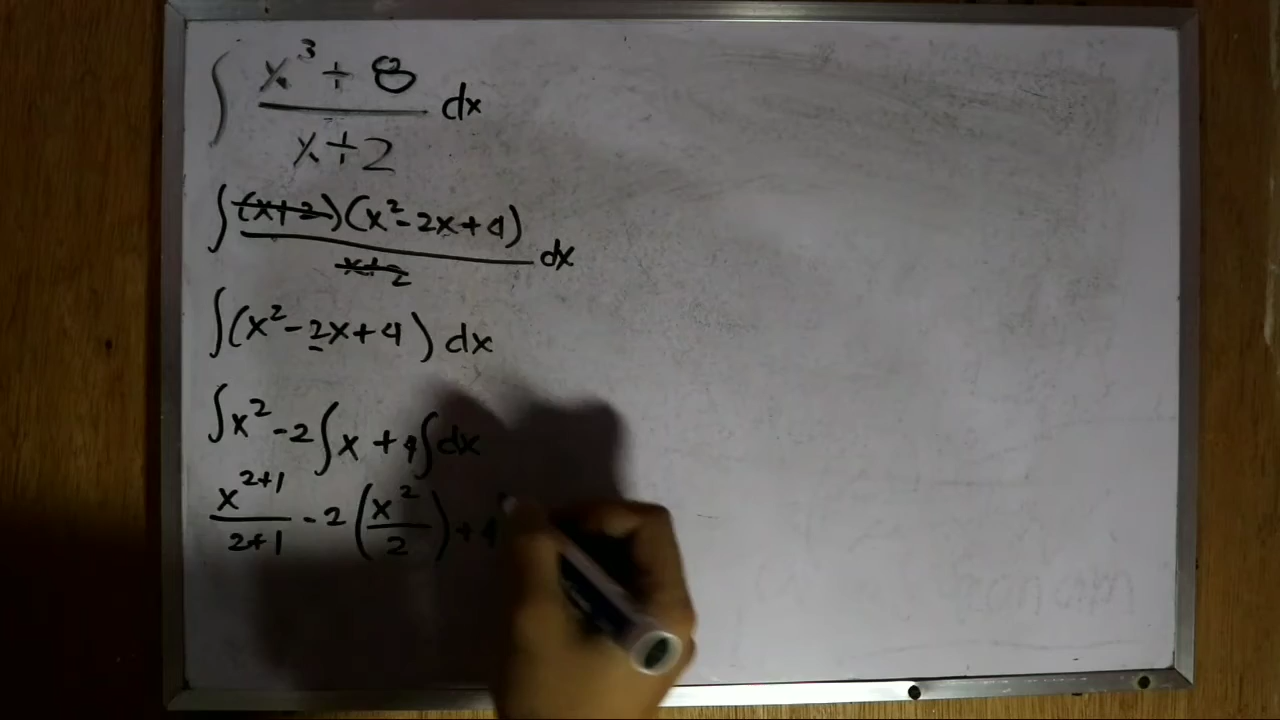 ∫ (x³ + 8)/(x + 2) dx
∫ (x+2)(x² - 2x + 4)/(x+2) dx
∫(x² - 2x + 4) dx
∫x² - 2∫x + 4∫dx
x²⁺¹/(2+1) - 2(x²/2) + 4